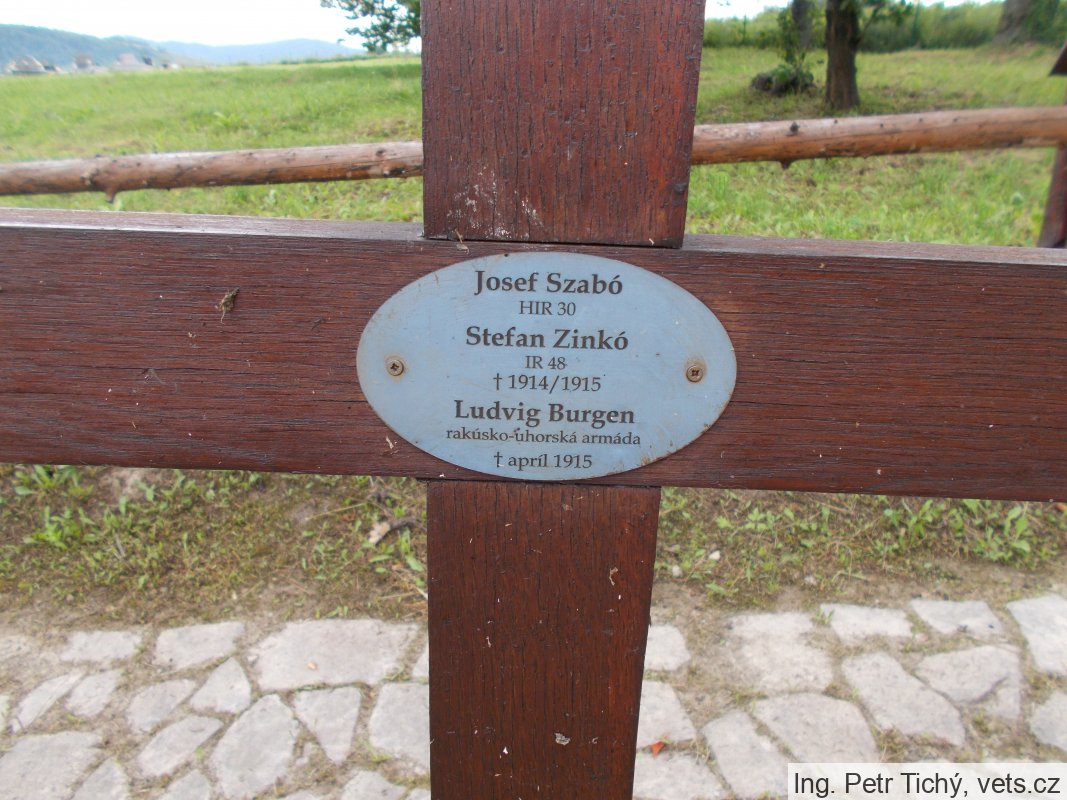 Josef Szabó
HIR 30
Stefan Zinkó
IR 48
† 1914/1915
Ludvig Burgen
rakúsko-uhorská armáda
† apríl 1915
Ing. Petr Tichý, vets.cz